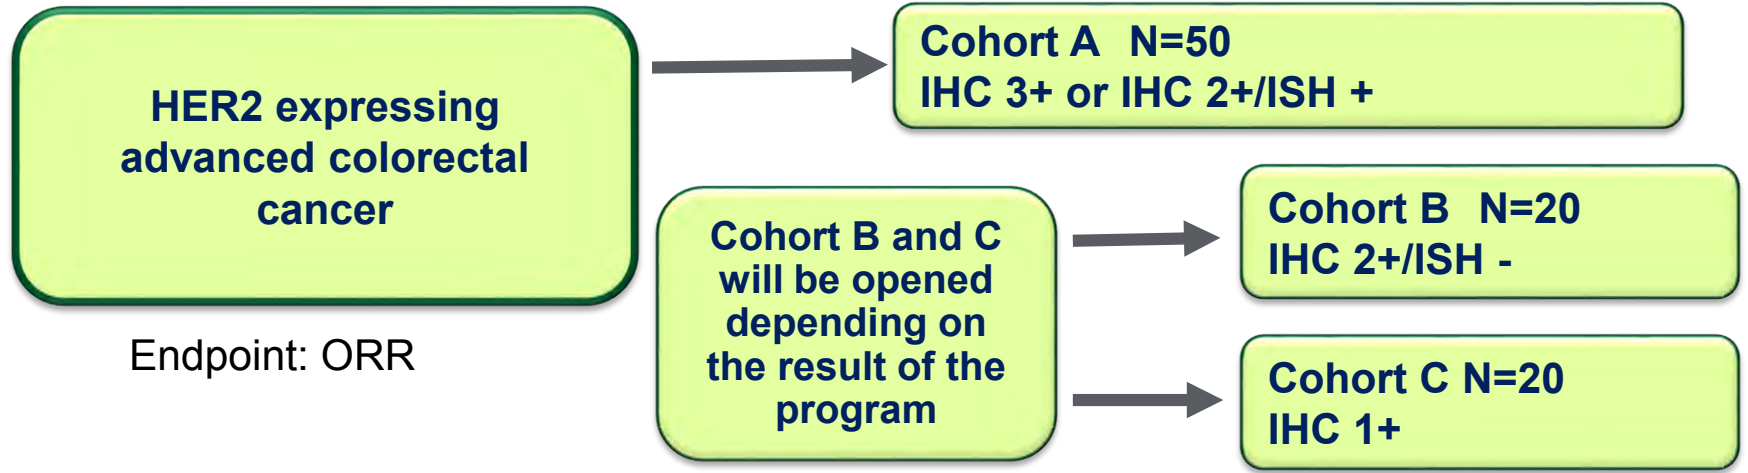 HER2 expressing
advanced colorectal
cancer
Endpoint: ORR
Cohort A N=50
IHC 3+ or IHC 2+/ISH +
Cohort B and C
will be opened
depending on
the result of the
program
Cohort B N=20
IHC 2+/ISH -
Cohort C N=20
IHC 1+